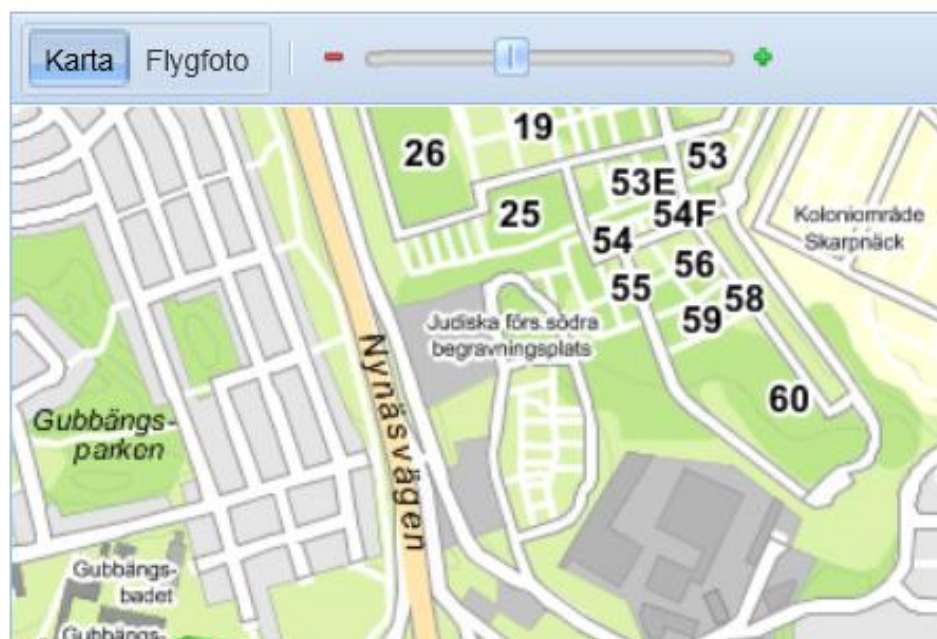 Karta Flygfoto
26
19
53
53E
25
54F
Koloniområde
Skarpnäck
54
56
55
58
59
Judiska förs.södra
begravningsplats
Nynäsvägen
60
Gubbängs-
parken
Gubbängs-
badet
Gubbängs-